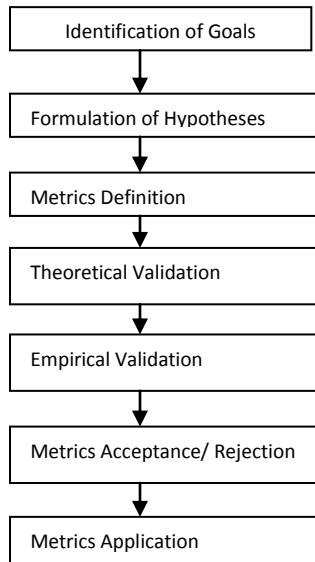 Identification of Goals
Formulation of Hypotheses
Metrics Definition
Theoretical Validation
Empirical Validation
Metrics Acceptance/ Rejection
Metrics Application